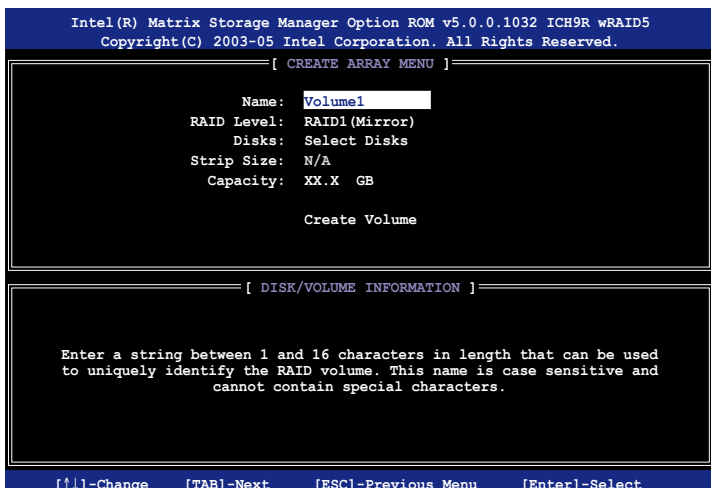 Intel(R) Matrix Storage Manager Option ROM v5.0.0.1032 ICH9R wRAID5
Copyright(C) 2003-05 Intel Corporation. All Rights Reserved.
[ CREATE ARRAY MENU ]
Name: Volume1
RAID Level: RAID1(Mirror)
Disks: Select Disks
Strip Size: N/A
Capacity: XX.X GB
Create Volume
[ DISK/VOLUME INFORMATION ]
Enter a string between 1 and 16 characters in length that can be used
to uniquely identify the RAID volume. This name is case sensitive and
cannot contain special characters.
[↑↓]-Change [TAB]-Next [ESC]-Previous Menu [Enter]-Select